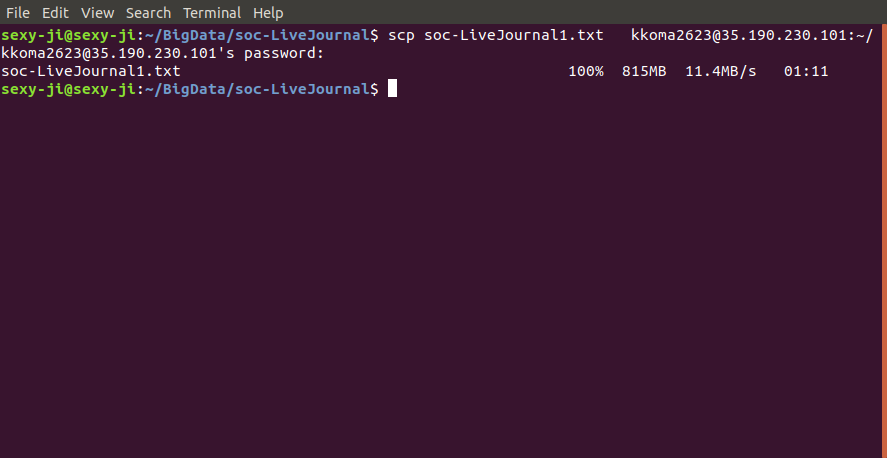 File Edit View Search Terminal Help
sexy-ji@sexy-ji:~/BigData/soc-LiveJournal$ scp soc-LiveJournal1.txt   kkoma2623@35.190.230.101:~/
kkoma2623@35.190.230.101's password:
soc-LiveJournal1.txt                                           100%  815MB  11.4MB/s   01:11
sexy-ji@sexy-ji:~/BigData/soc-LiveJournal$